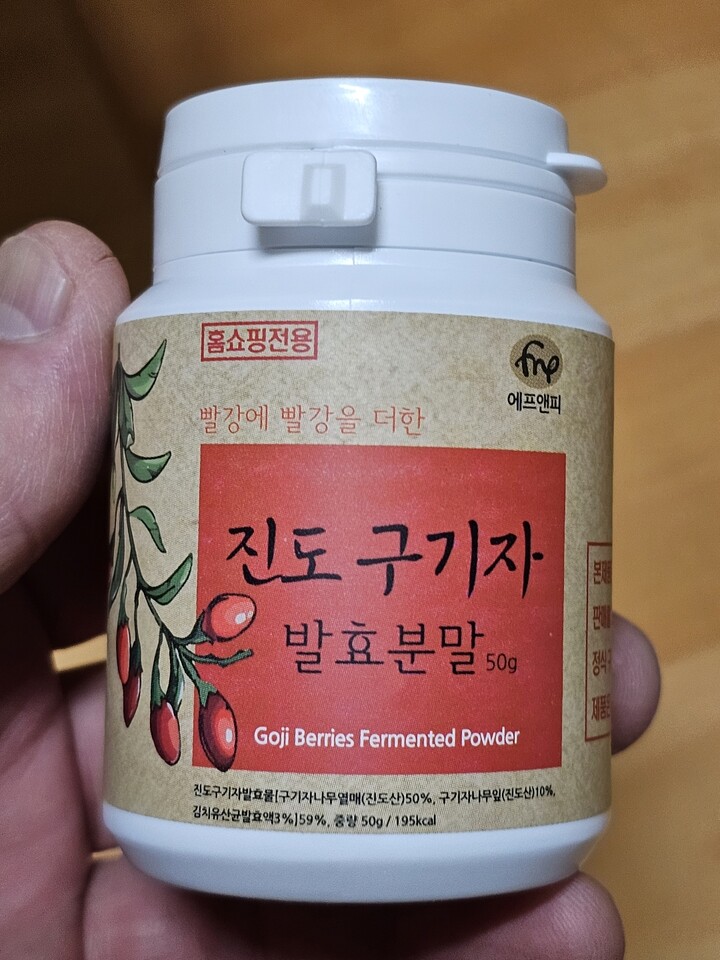 홈쇼핑전용
fnp
에프앤피
빨강에 빨강을 더한
진도 구기자
발효분말 50g
Goji Berries Fermented Powder
진도구기자발효물[구기자나무열매(진도산)50%, 구기자나무잎(진도산)10%,
김치유산균발효액3%]59%, 중량 50g / 195kcal
정식